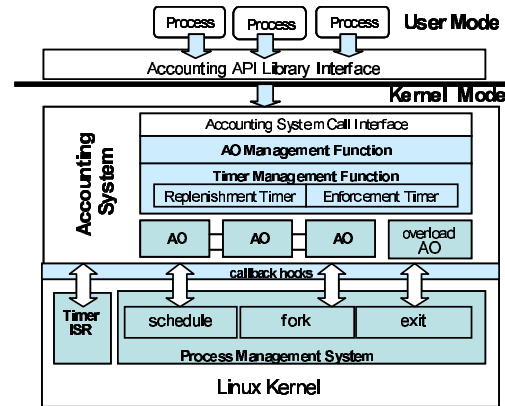 Process Process Process
User Mode
Accounting API Library Interface
Kernel Mode
Accounting System
Accounting System Call Interface
AO Management Function
Timer Management Function
Replenishment Timer Enforcement Timer
AO AO AO
overload
AO
callback hooks
Timer
ISR
schedule fork exit
Process Management System
Linux Kernel